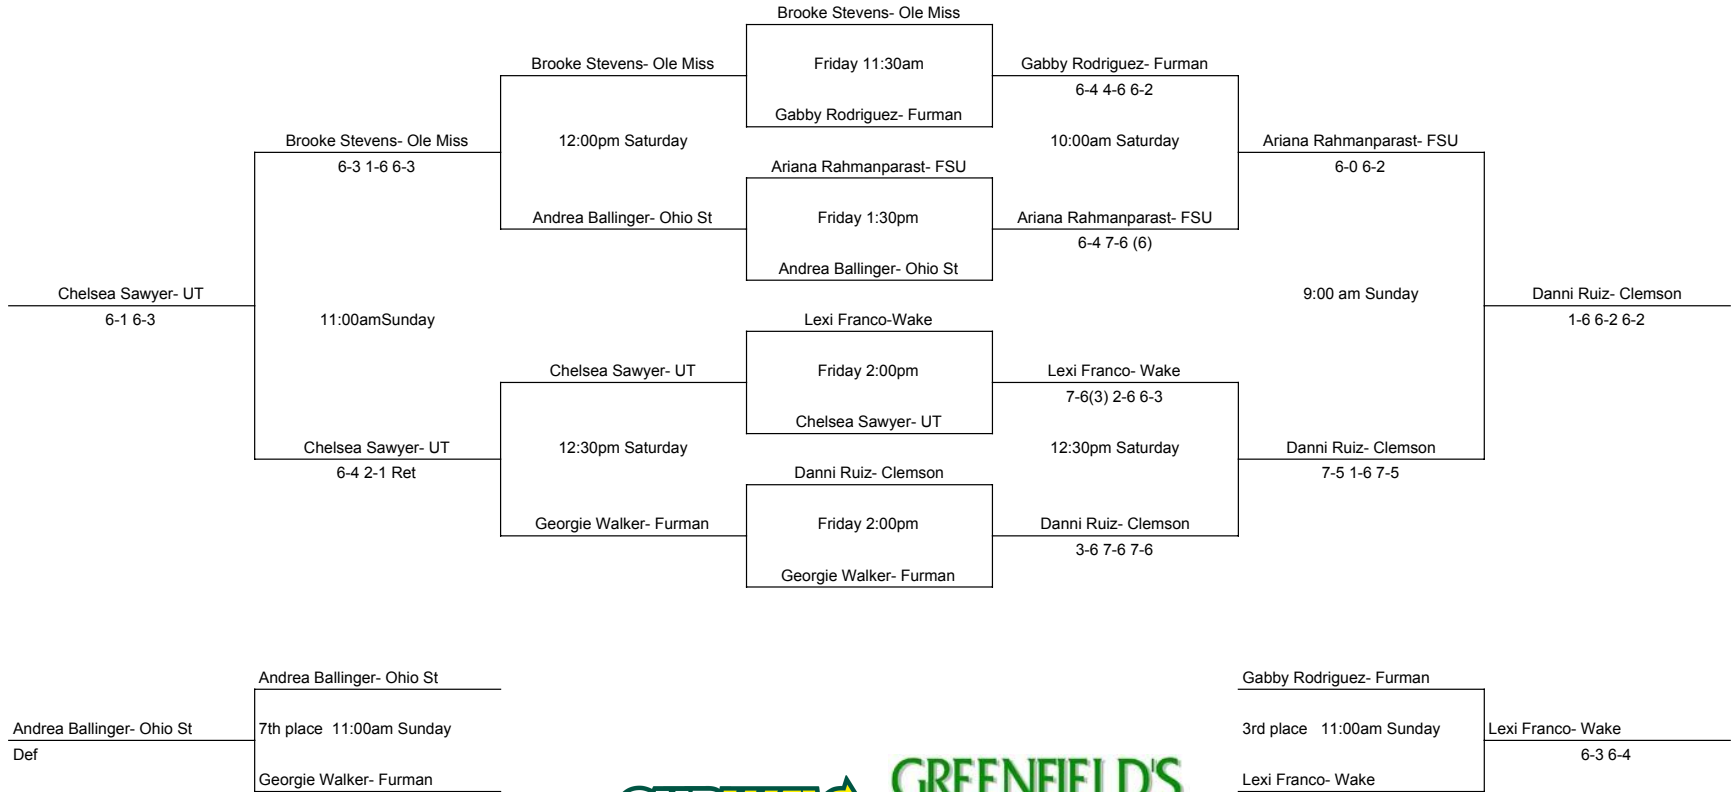 Brooke Stevens- Ole Miss
Brooke Stevens- Ole Miss
Friday 11:30am
Gabby Rodriguez- Furman
6-4 4-6 6-2
Gabby Rodriguez- Furman
Brooke Stevens- Ole Miss
12:00pm Saturday
10:00am Saturday
Ariana Rahmanparast- FSU
6-3 1-6 6-3
Ariana Rahmanparast- FSU
6-0 6-2
Andrea Ballinger- Ohio St
Friday 1:30pm
Ariana Rahmanparast- FSU
6-4 7-6 (6)
Andrea Ballinger- Ohio St
Chelsea Sawyer- UT
9:00 am Sunday
Danni Ruiz- Clemson
6-1 6-3
11:00amSunday
Lexi Franco-Wake
1-6 6-2 6-2
Chelsea Sawyer- UT
Friday 2:00pm
Lexi Franco- Wake
7-6(3) 2-6 6-3
Chelsea Sawyer- UT
Chelsea Sawyer- UT
12:30pm Saturday
12:30pm Saturday
Danni Ruiz- Clemson
6-4 2-1 Ret
Danni Ruiz- Clemson
7-5 1-6 7-5
Georgie Walker- Furman
Friday 2:00pm
Danni Ruiz- Clemson
3-6 7-6 7-6
Georgie Walker- Furman
Andrea Ballinger- Ohio St
Gabby Rodriguez- Furman
Andrea Ballinger- Ohio St
7th place 11:00am Sunday
3rd place 11:00am Sunday
Lexi Franco- Wake
Def
6-3 6-4
Georgie Walker- Furman
Lexi Franco- Wake
GREENFIELD'S